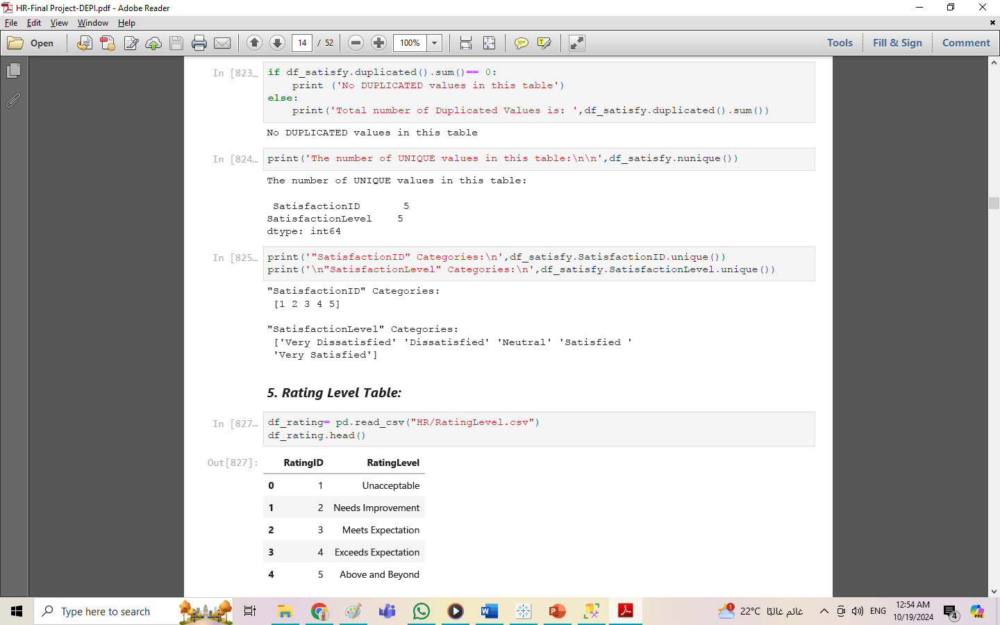 HR-Final Project-DEPI.pdf - Adobe Reader
File Edit View Window Help
Open 14 / 52 100% Tools Fill & Sign Comment
In [823…
if df_satisfy.duplicated().sum()== 0:
print ('No DUPLICATED values in this table')
else:
print('Total number of Duplicated Values is: ',df_satisfy.duplicated().sum())
No DUPLICATED values in this table
In [824…
print('The number of UNIQUE values in this table:\n\n',df_satisfy.nunique())
The number of UNIQUE values in this table:
SatisfactionID 5
SatisfactionLevel 5
dtype: int64
In [825…
print('"SatisfactionID" Categories:\n',df_satisfy.SatisfactionID.unique())
print('\n"SatisfactionLevel" Categories:\n',df_satisfy.SatisfactionLevel.unique())
"SatisfactionID" Categories:
[1 2 3 4 5]
"SatisfactionLevel" Categories:
['Very Dissatisfied' 'Dissatisfied' 'Neutral' 'Satisfied '
'Very Satisfied']
5. Rating Level Table:
In [827…
df_rating= pd.read_csv("HR/RatingLevel.csv")
df_rating.head()
Out[827]:
RatingID RatingLevel
0 1 Unacceptable
1 2 Needs Improvement
2 3 Meets Expectation
3 4 Exceeds Expectation
4 5 Above and Beyond
Type here to search
1
22°C غائم غالبًا
ENG
12:54 AM
10/19/2024
4
PRE